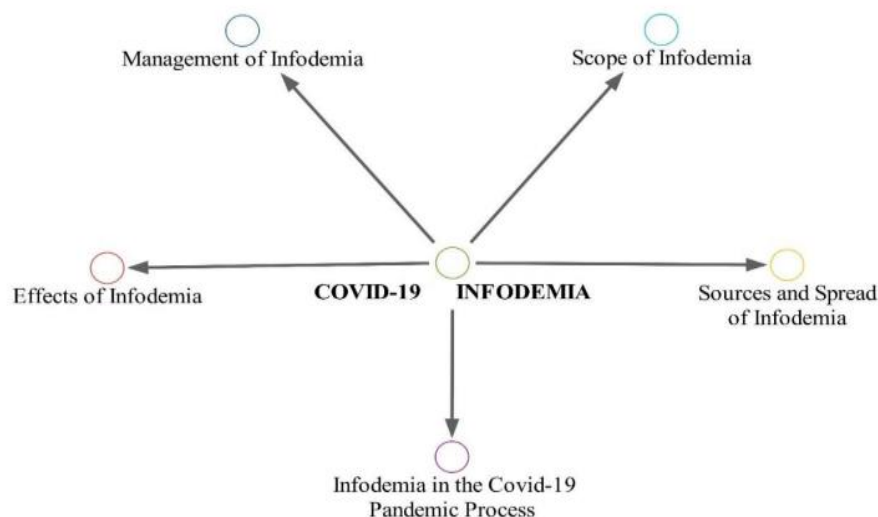 Management of Infodemia
Scope of Infodemia
Effects of Infodemia
COVID-19 INFODEMIA
Sources and Spread
of Infodemia
Infodemia in the Covid-19
Pandemic Process